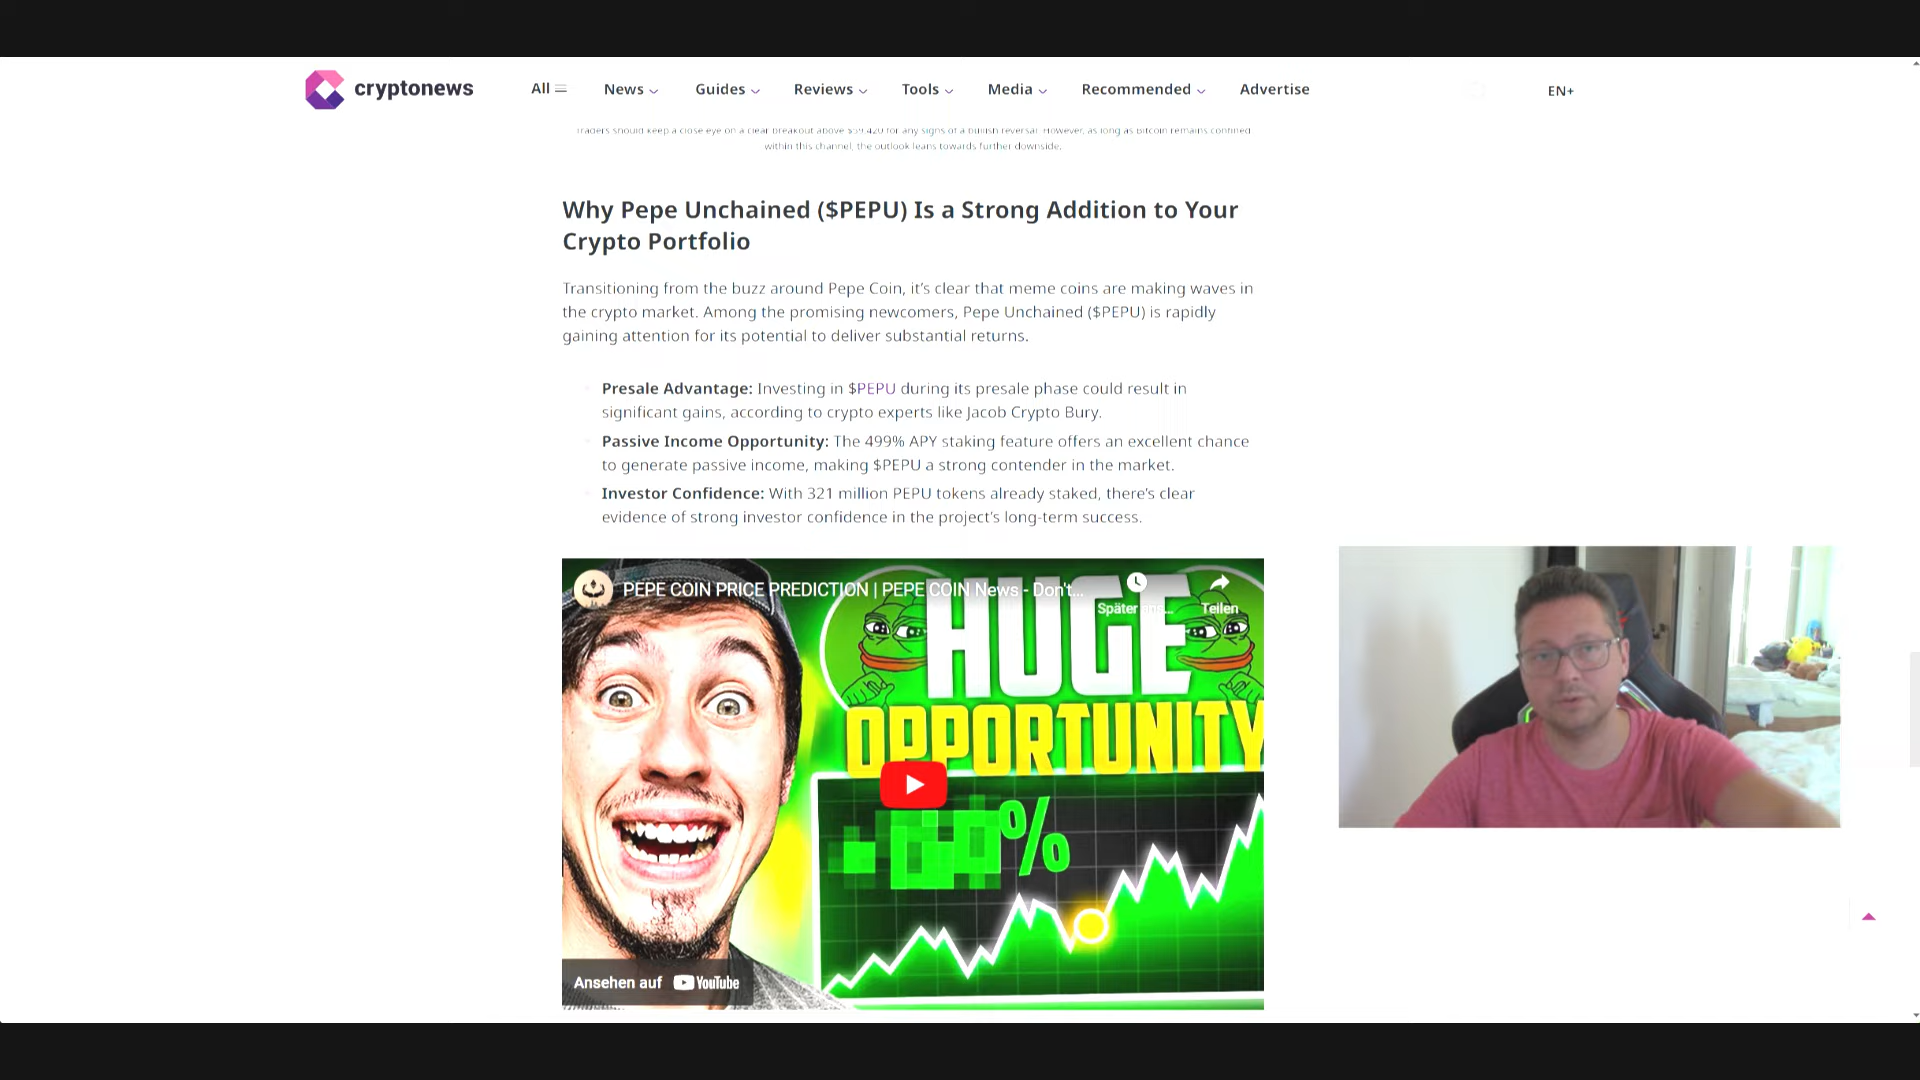 cryptonews
All
News
Guides
Reviews
Tools
Media
Recommended
Advertise
EN+
Traders should keep a close eye on a clear breakout above $59,420 for any signs of a bullish reversal. However, as long as Bitcoin remains confined
within this channel, the outlook leans towards further downside.
Why Pepe Unchained ($PEPU) Is a Strong Addition to Your
Crypto Portfolio
Transitioning from the buzz around Pepe Coin, it’s clear that meme coins are making waves in
the crypto market. Among the promising newcomers, Pepe Unchained ($PEPU) is rapidly
gaining attention for its potential to deliver substantial returns.
Presale Advantage: Investing in $PEPU during its presale phase could result in
significant gains, according to crypto experts like Jacob Crypto Bury.
Passive Income Opportunity: The 499% APY staking feature offers an excellent chance
to generate passive income, making $PEPU a strong contender in the market.
Investor Confidence: With 321 million PEPU tokens already staked, there’s clear
evidence of strong investor confidence in the project’s long-term success.
PEPE COIN PRICE PREDICTION | PEPE COIN News - Don't...
Später
Teilen
HUGE
OPPORTUNITY
%
Ansehen auf YouTube